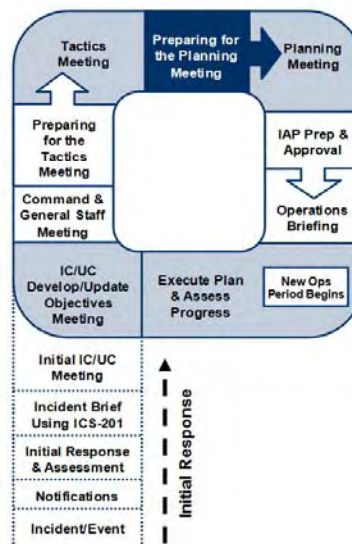 Tactics
Meeting
Preparing for
the Planning
Meeting
Planning
Meeting
Preparing
for the
Tactics
Meeting
IAP Prep &
Approval
Command &
General Staff
Meeting
Operations
Briefing
IC/UC
Develop/Update
Objectives
Meeting
Execute Plan
& Assess
Progress
New Ops
Period Begins
Initial IC/UC
Meeting
Incident Brief
Using ICS-201
Initial Response
& Assessment
Notifications
Incident/Event
Initial Response